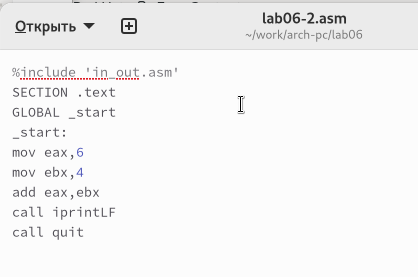 Открыть
lab06-2.asm
~/work/arch-pc/lab06
%include 'in_out.asm'
SECTION .text
GLOBAL _start
_start:
mov eax,6
mov ebx,4
add eax,ebx
call iprintLF
call quit